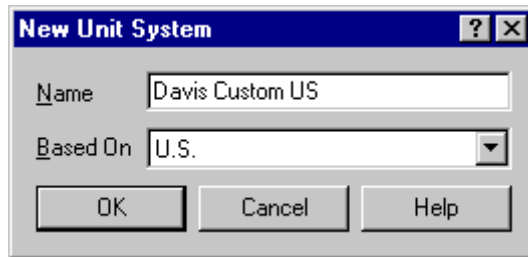 New Unit System ? X
Name Davis Custom US
Based On U.S.
OK Cancel Help